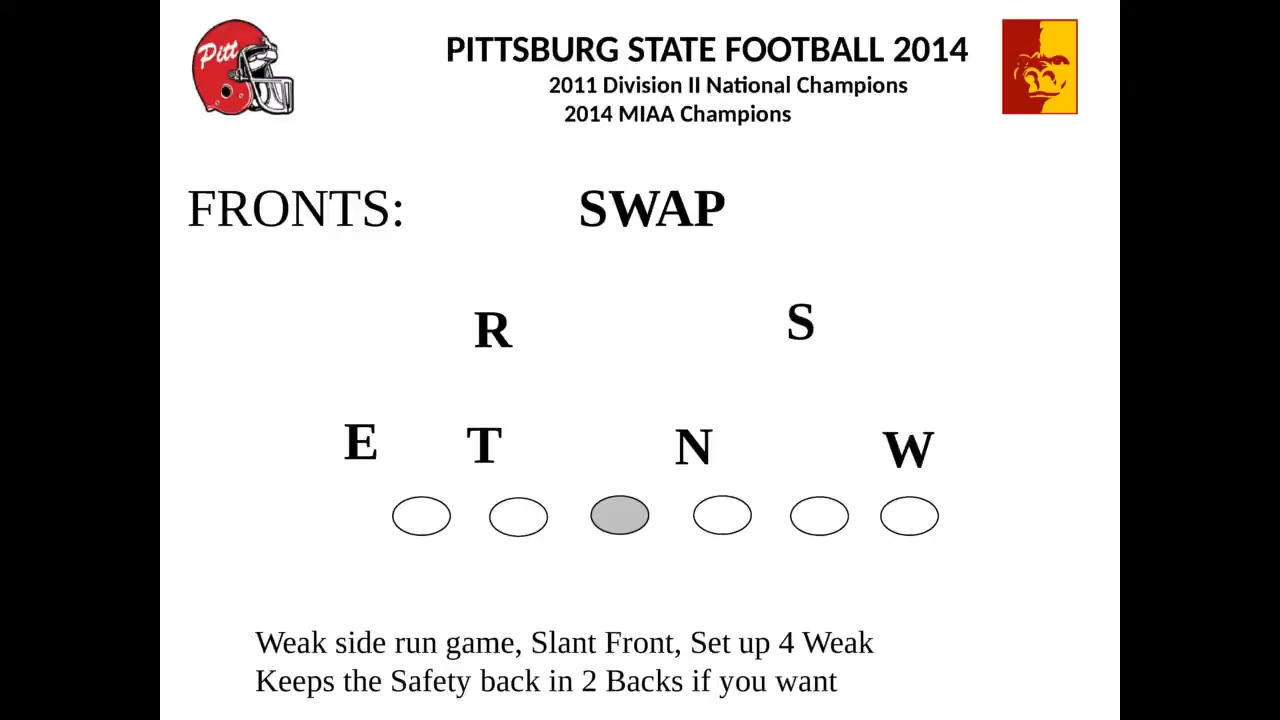 Pitt
PITTSBURG STATE FOOTBALL 2014
2011 Division II National Champions
2014 MIAA Champions
FRONTS: SWAP
R S
E T N W
Weak side run game, Slant Front, Set up 4 Weak
Keeps the Safety back in 2 Backs if you want